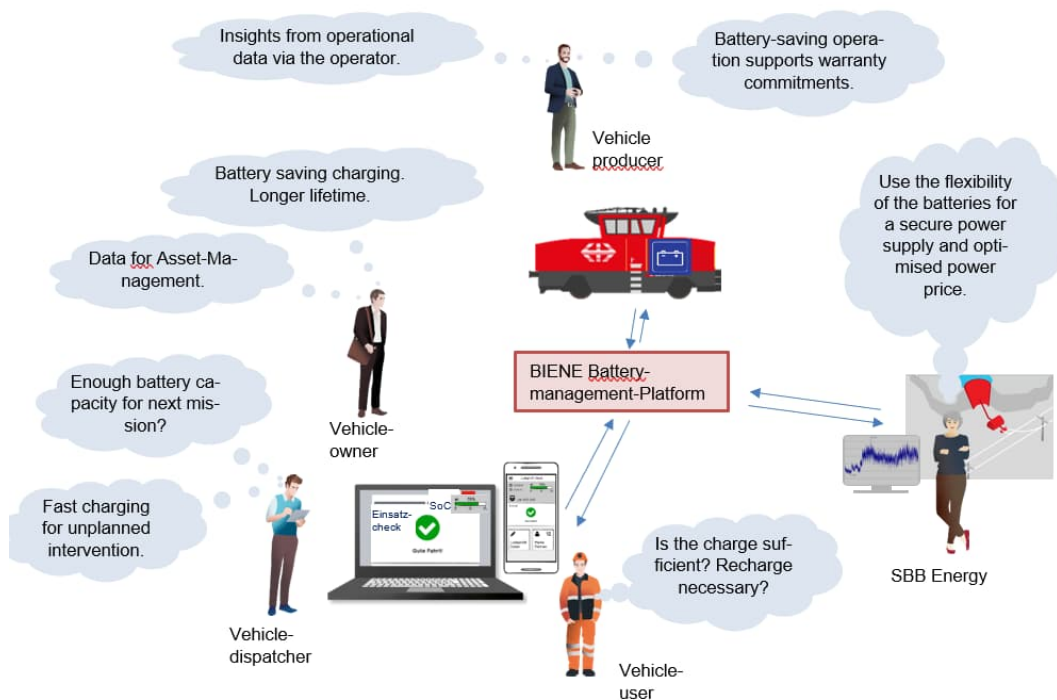 Insights from operational
data via the operator.
Battery-saving opera-
tion supports warranty
commitments.
Vehicle
producer
Battery saving charging.
Longer lifetime.
Use the flexibility
of the batteries for
a secure power
supply and opti-
mised power
price.
Data for Asset-Ma-
nagement.
BIENE Battery-
management-Platform
Enough battery ca-
pacity for next mis-
sion?
Vehicle-
owner
Fast charging
for unplanned
intervention.
Einsatz-
check
SoC
Gute Fahrt!
Is the charge suf-
ficient? Recharge
necessary?
SBB Energy
Vehicle-
dispatcher
Vehicle-
user